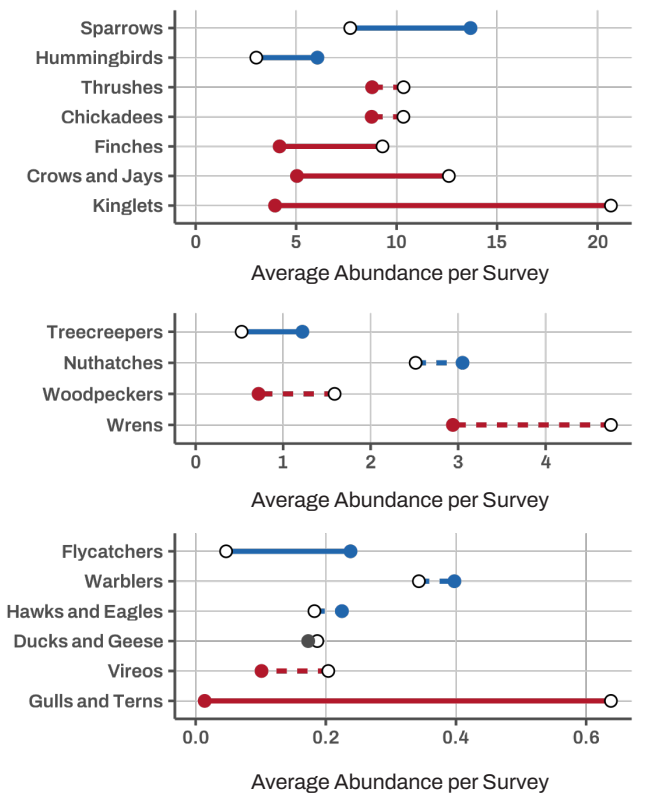 Sparrows
Hummingbirds
Thrushes
Chickadees
Finches
Crows and Jays
Kinglets
0 5 10 15 20
Average Abundance per Survey
Treecreepers
Nuthatches
Woodpeckers
Wrens
0 1 2 3 4
Average Abundance per Survey
Flycatchers
Warblers
Hawks and Eagles
Ducks and Geese
Vireos
Gulls and Terns
0.0 0.2 0.4 0.6
Average Abundance per Survey